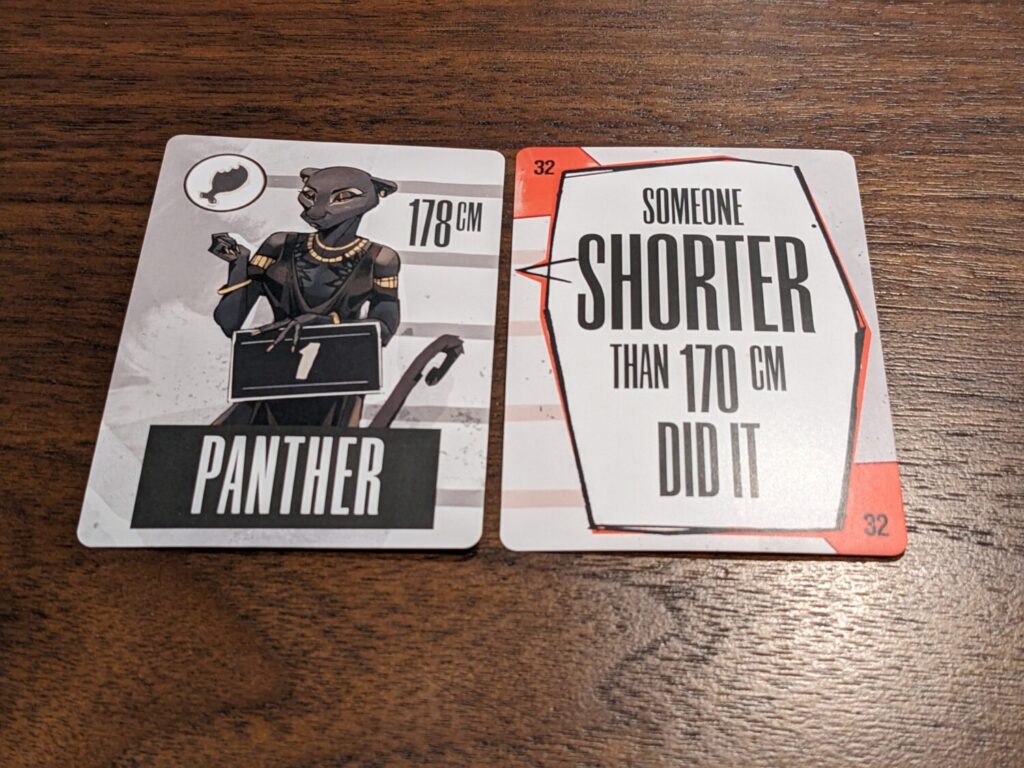 178 CM
1
PANTHER
32
SOMEONE
SHORTER
THAN 170 CM
DID IT
32